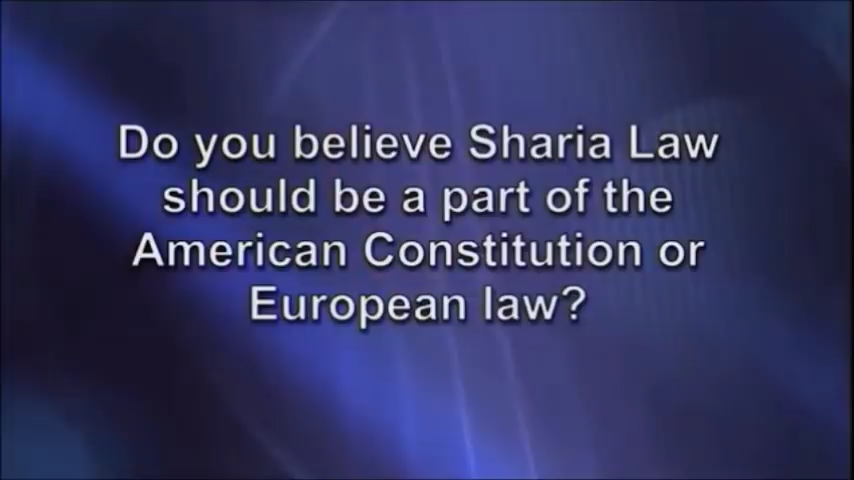 Do you believe Sharia Law
should be a part of the
American Constitution or
European law?